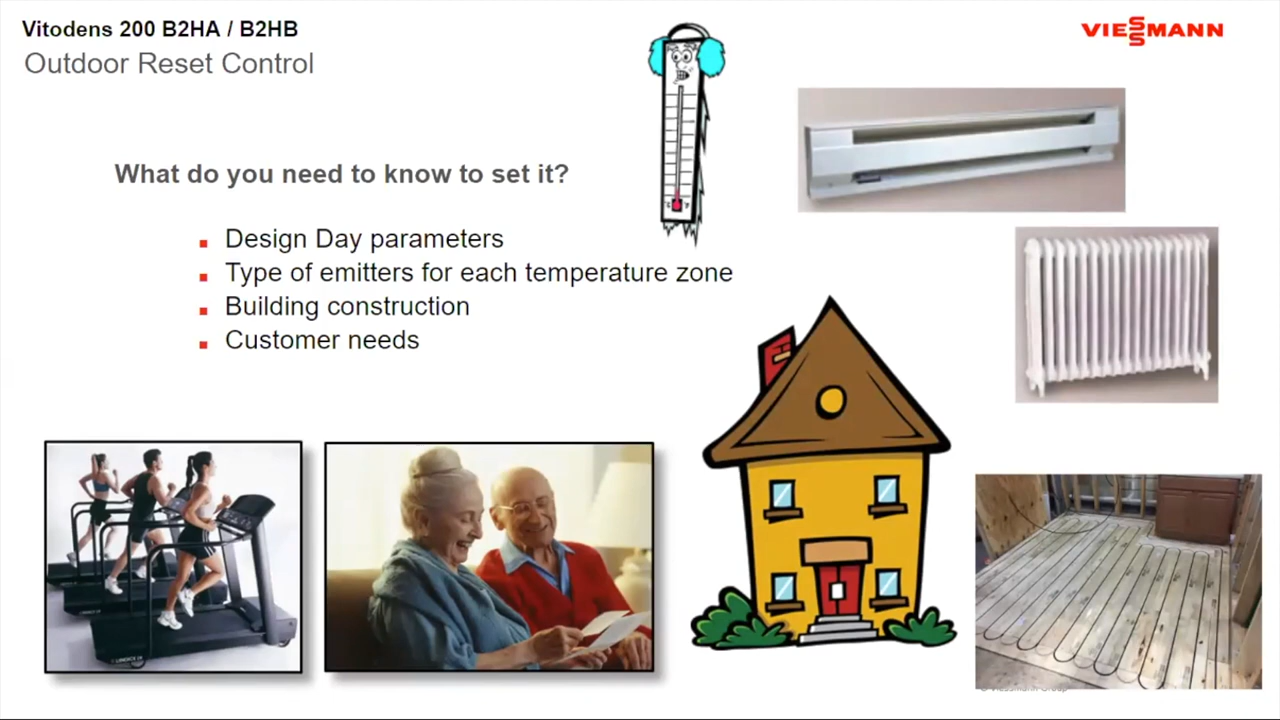 Vitodens 200 B2HA / B2HB
VIESSMANN
Outdoor Reset Control
What do you need to know to set it?
Design Day parameters
Type of emitters for each temperature zone
Building construction
Customer needs